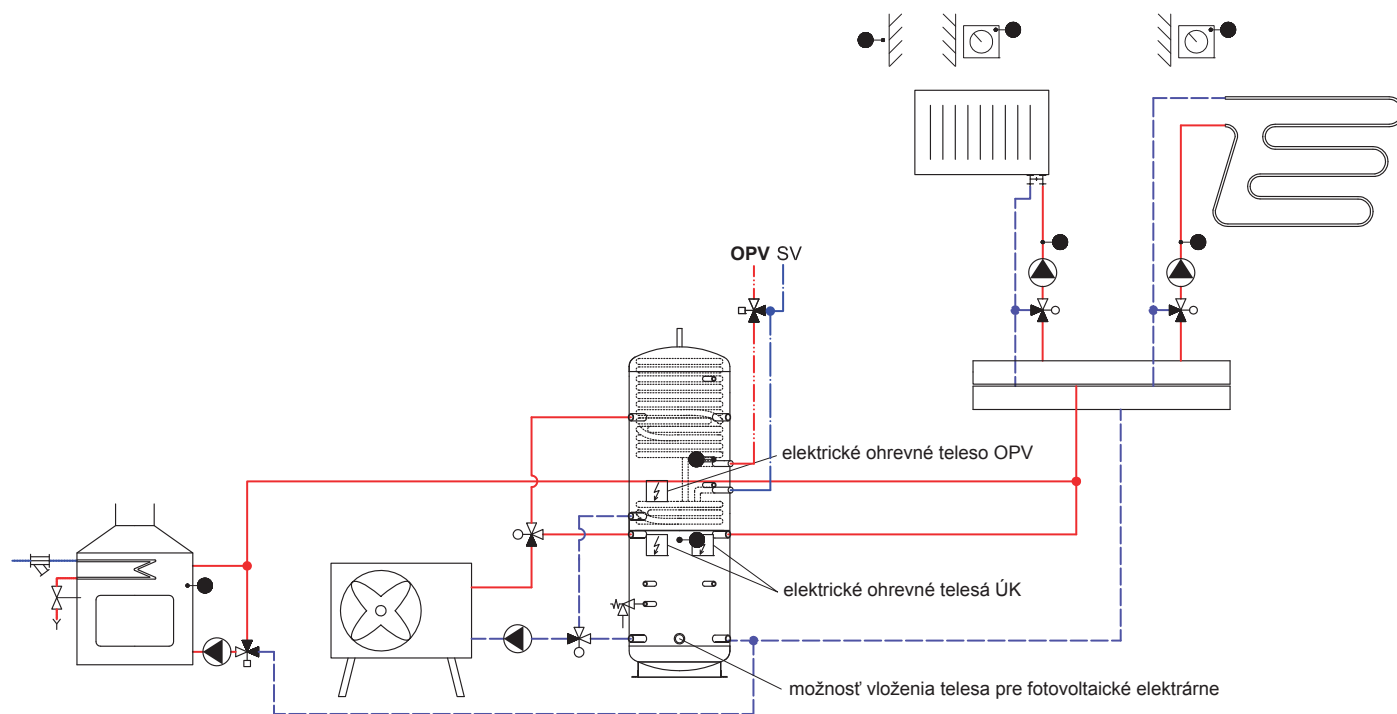 OPV SV
elektrické ohrevné teleso OPV
elektrické ohrevné telesá ÚK
možnosť vloženia telesa pre fotovoltaické elektrárne